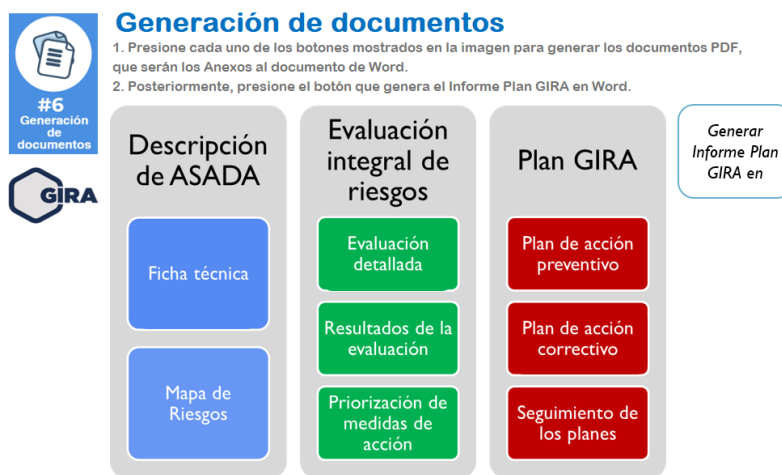 Generación de documentos
1. Presione cada uno de los botones mostrados en la imagen para generar los documentos PDF,
que serán los Anexos al documento de Word.
2. Posteriormente, presione el botón que genera el Informe Plan GIRA en Word.
#6
Generación
de
documentos
GIRA
Descripción
de ASADA
Ficha técnica
Mapa de
Riesgos
Evaluación
integral de
riesgos
Evaluación
detallada
Resultados de la
evaluación
Priorización de
medidas de
acción
Plan GIRA
Plan de acción
preventivo
Plan de acción
correctivo
Seguimiento de
los planes
Generar
Informe Plan
GIRA en